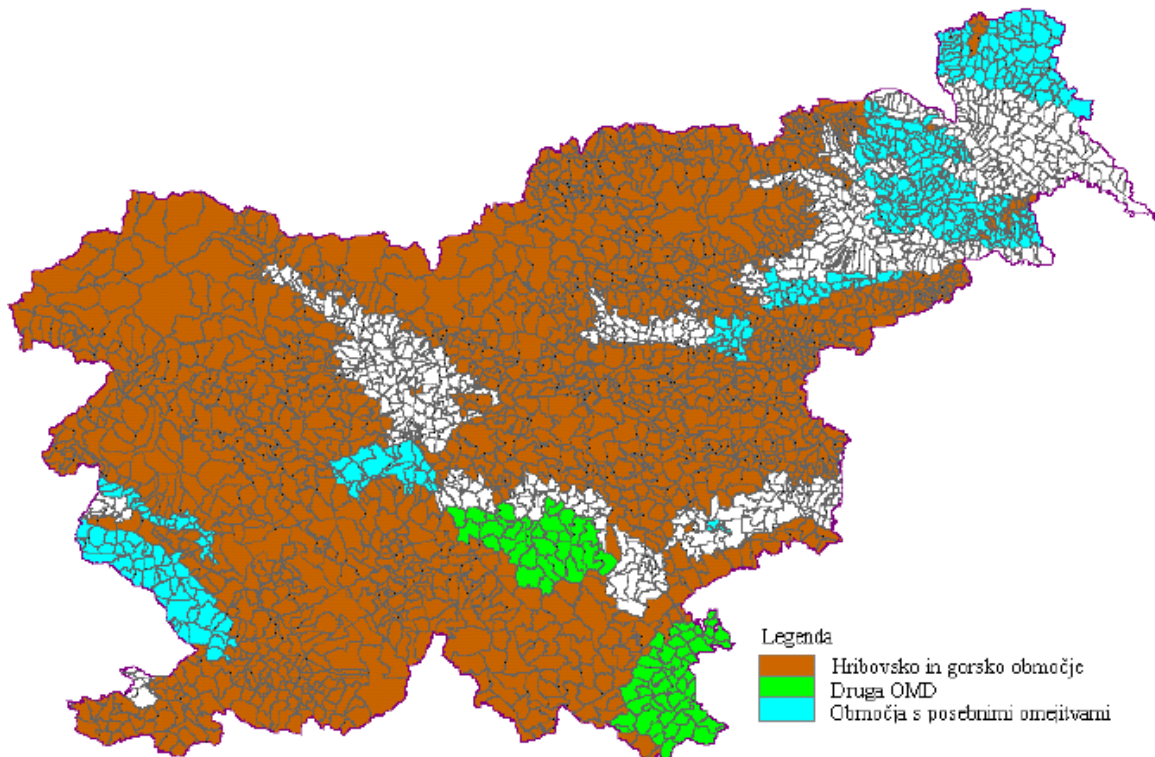 Legenda
Hribovsko in gorsko območje
Druga OMD
Območja s posebnimi omejitvami